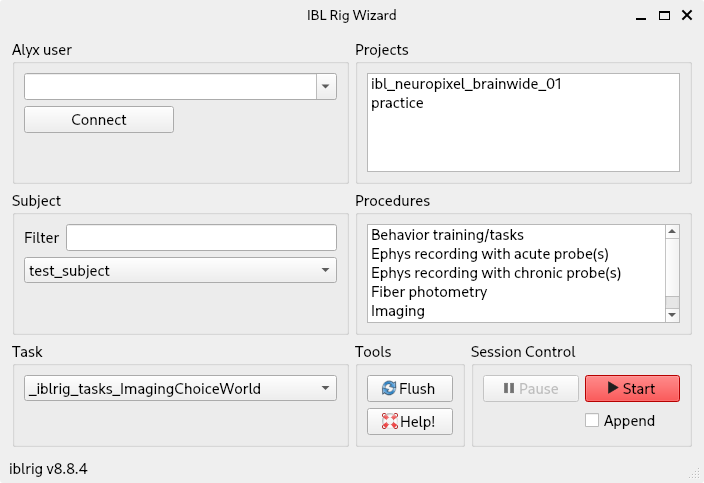 IBL Rig Wizard
Alyx user
Connect
Projects
ibl_neuropixel_brainwide_01
practice
Subject
Filter
test_subject
Procedures
Behavior training/tasks
Ephys recording with acute probe(s)
Ephys recording with chronic probe(s)
Fiber photometry
Imaging
Task
_iblrig_tasks_ImagingChoiceWorld
Tools
Flush
Help!
Session Control
Pause
Start
Append
iblrig v8.8.4